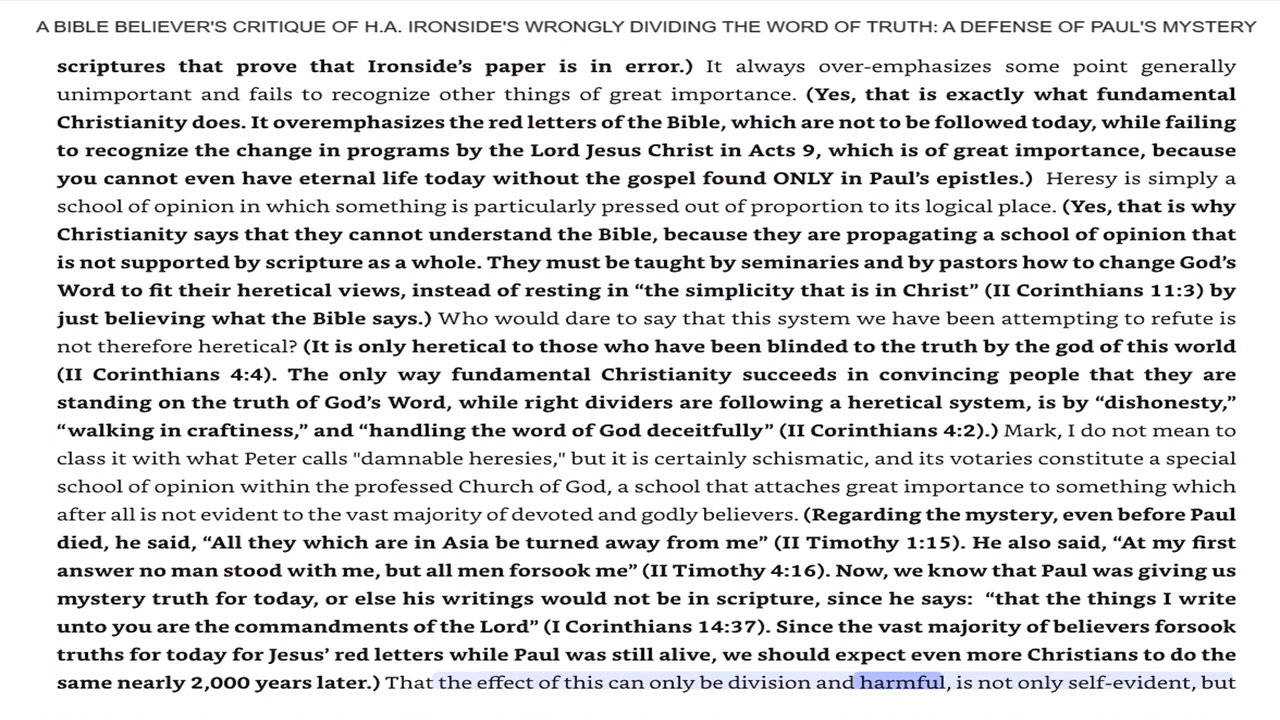 A BIBLE BELIEVER'S CRITIQUE OF H.A. IRONSIDE'S WRONGLY DIVIDING THE WORD OF TRUTH: A DEFENSE OF PAUL'S MYSTERY
scriptures that prove that Ironside’s paper is in error.) It always over-emphasizes some point generally
unimportant and fails to recognize other things of great importance. (Yes, that is exactly what fundamental
Christianity does. It overemphasizes the red letters of the Bible, which are not to be followed today, while failing
to recognize the change in programs by the Lord Jesus Christ in Acts 9, which is of great importance, because
you cannot even have eternal life today without the gospel found ONLY in Paul’s epistles.) Heresy is simply a
school of opinion in which something is particularly pressed out of proportion to its logical place. (Yes, that is why
Christianity says that they cannot understand the Bible, because they are propagating a school of opinion that
is not supported by scripture as a whole. They must be taught by seminaries and by pastors how to change God’s
Word to fit their heretical views, instead of resting in “the simplicity that is in Christ” (II Corinthians 11:3) by
just believing what the Bible says.) Who would dare to say that this system we have been attempting to refute is
not therefore heretical? (It is only heretical to those who have been blinded to the truth by the god of this world
(II Corinthians 4:4). The only way fundamental Christianity succeeds in convincing people that they are
standing on the truth of God’s Word, while right dividers are following a heretical system, is by “dishonesty,”
“walking in craftiness,” and “handling the word of God deceitfully” (II Corinthians 4:2).) Mark, I do not mean to
class it with what Peter calls "damnable heresies," but it is certainly schismatic, and its votaries constitute a special
school of opinion within the professed Church of God, a school that attaches great importance to something which
after all is not evident to the vast majority of devoted and godly believers. (Regarding the mystery, even before Paul
died, he said, “All they which are in Asia be turned away from me” (II Timothy 1:15). He also said, “At my first
answer no man stood with me, but all men forsook me” (II Timothy 4:16). Now, we know that Paul was giving us
mystery truth for today, or else his writings would not be in scripture, since he says: “that the things I write
unto you are the commandments of the Lord” (I Corinthians 14:37). Since the vast majority of believers forsook
truths for today for Jesus’ red letters while Paul was still alive, we should expect even more Christians to do the
same nearly 2,000 years later.) That the effect of this can only be division and harmful, is not only self-evident, but